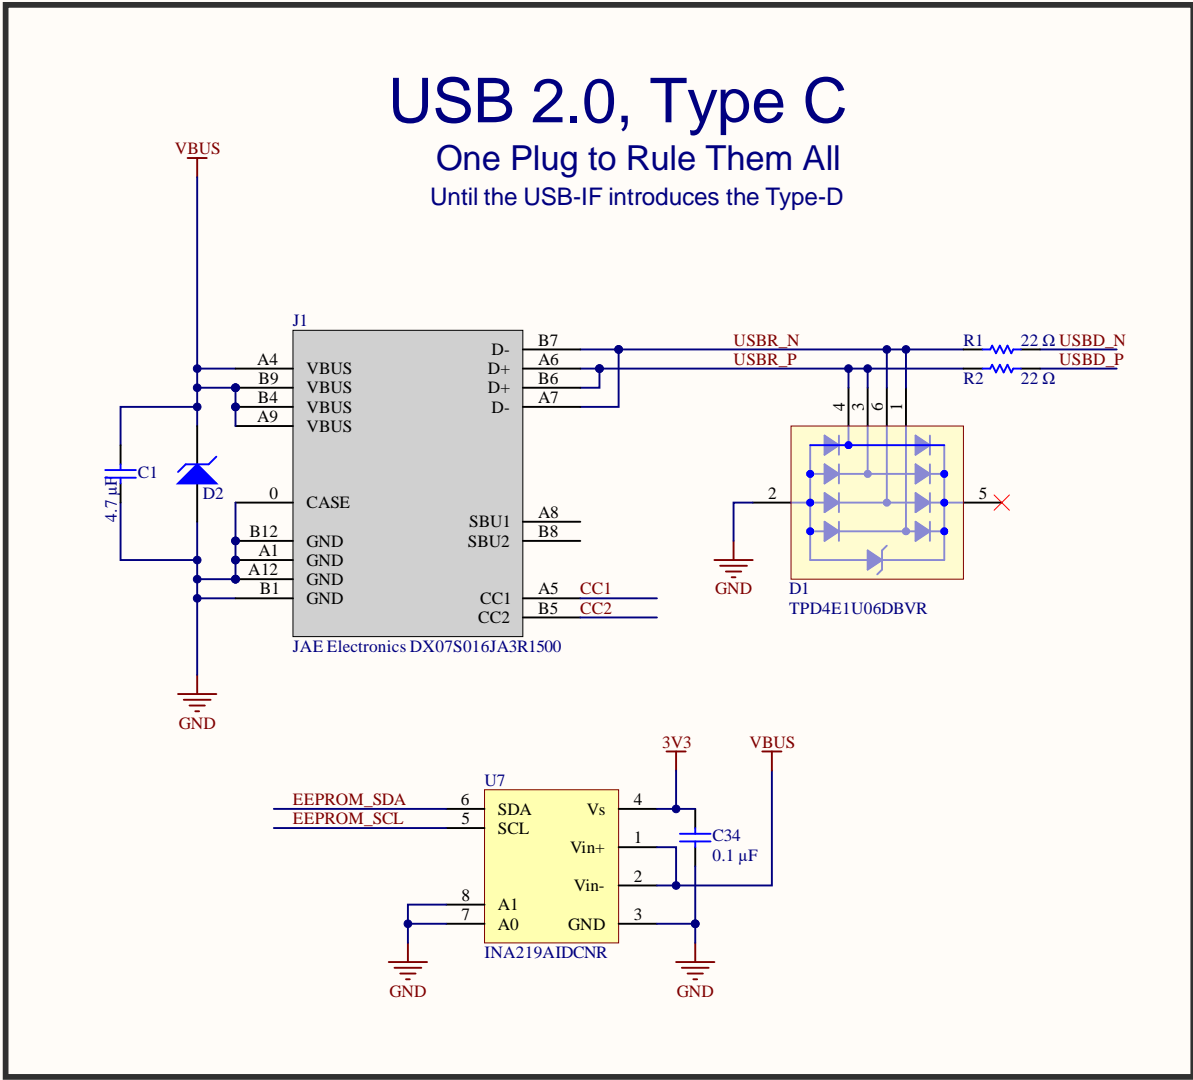 USB 2.0, Type C
One Plug to Rule Them All
Until the USB-IF introduces the Type-D
VBUS
J1
A4 VBUS
B9 VBUS
B4 VBUS
A9 VBUS
0 CASE
B12 GND
A1 GND
A12 GND
B1 GND
D- B7 USBR_N
D+ A6 USBR_P
D+ B6
D- A7
SBU1 A8
SBU2 B8
CC1 A5 CC1
CC2 B5 CC2
JAE Electronics DX07S016JA3R1500
C1
4.7 µF
D2
GND
R1 22 Ω USBD_N
USBD_P
R2 22 Ω
4 3 6 1
2 5
GND
D1
TPD4E1U06DBVR
3V3 VBUS
U7
EEPROM_SDA 6 SDA
EEPROM_SCL 5 SCL
8 A1
7 A0
Vs 4
Vin+ 1
Vin- 2
GND 3
C34
0.1 µF
INA219AIDCNR
GND
GND